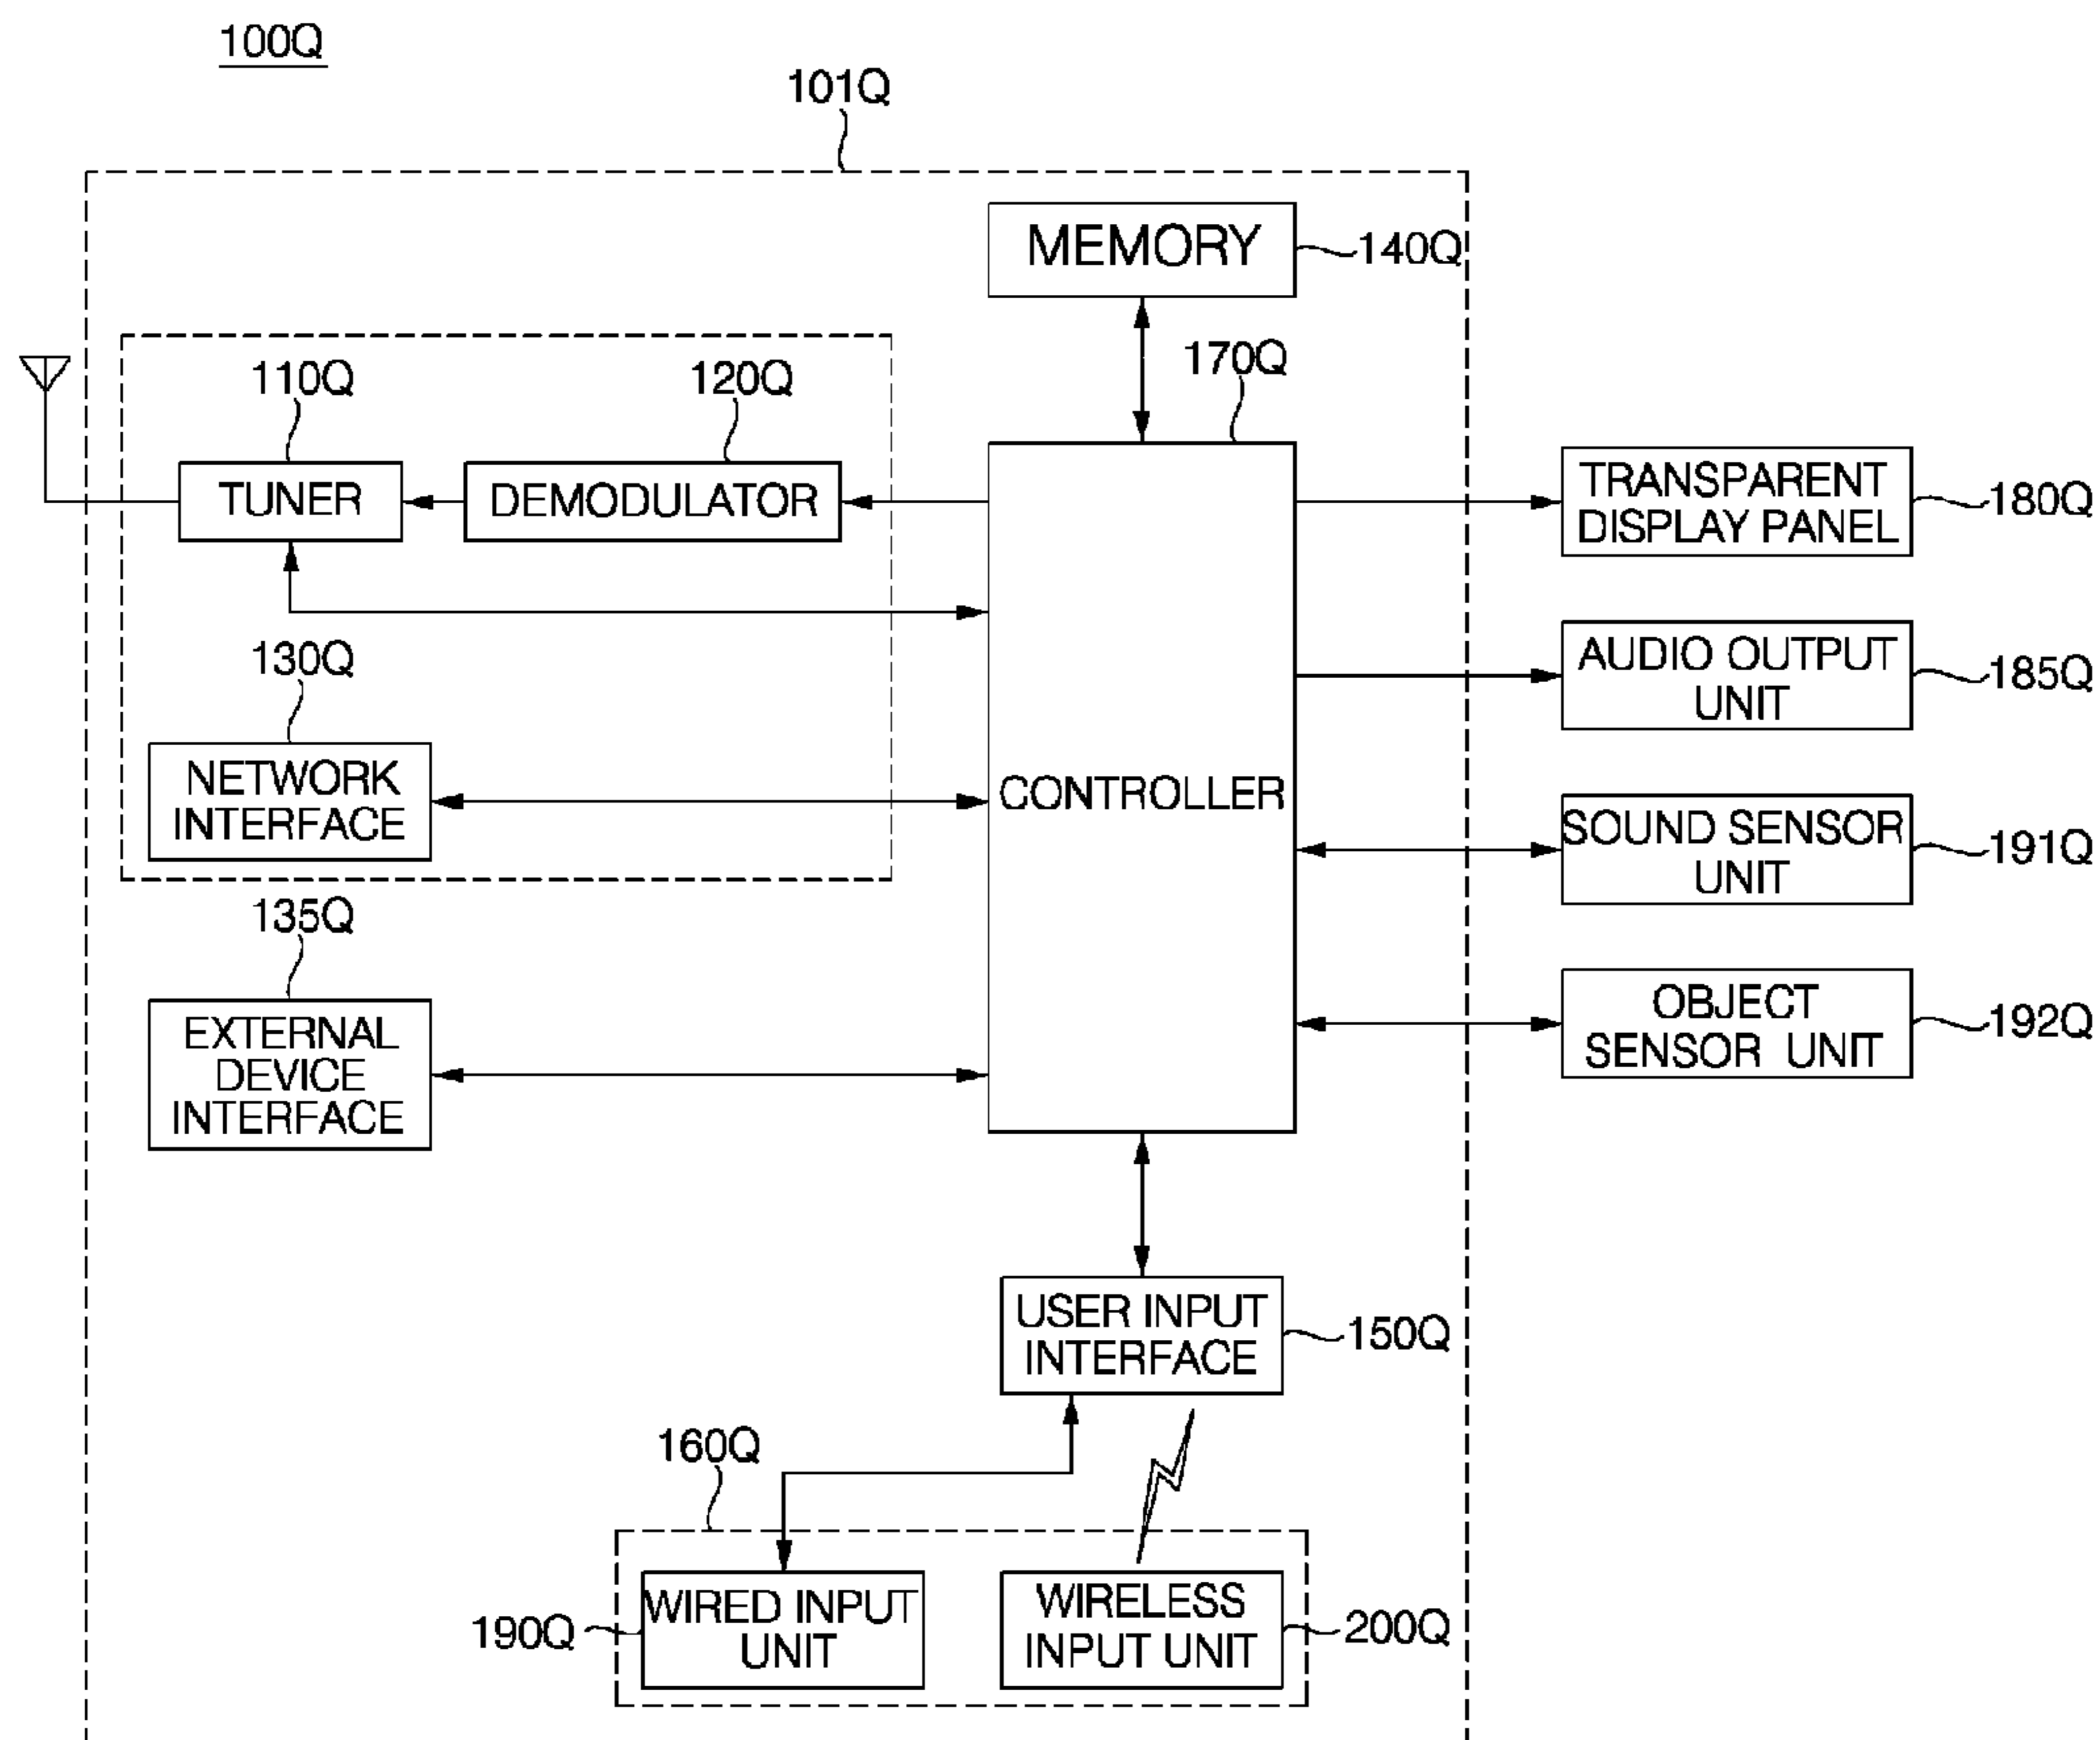 100Q
101Q
MEMORY
140Q
170Q
110Q
120Q
TUNER
DEMODULATOR
TRANSPARENT
DISPLAY PANEL
180Q
AUDIO OUTPUT
UNIT
185Q
130Q
NETWORK
INTERFACE
CONTROLLER
SOUND SENSOR
UNIT
191Q
135Q
EXTERNAL
DEVICE
INTERFACE
OBJECT
SENSOR UNIT
192Q
USER INPUT
INTERFACE
150Q
160Q
190Q
WIRED INPUT
UNIT
WIRELESS
INPUT UNIT
200Q